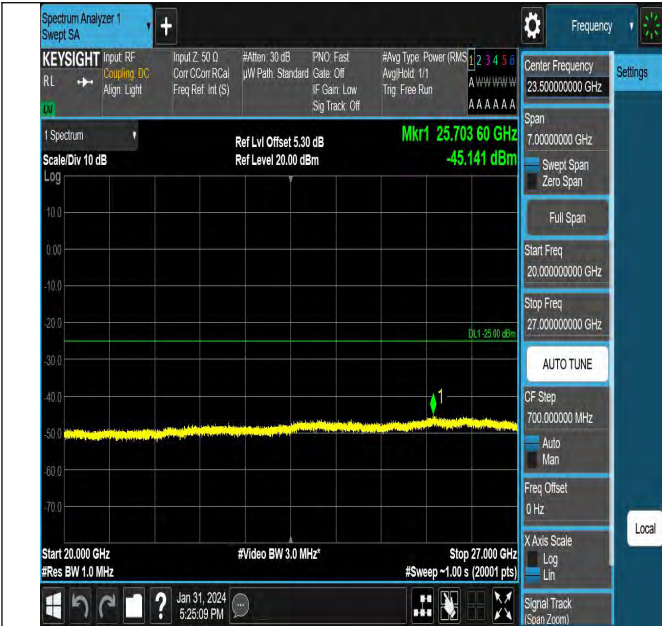 Spectrum Analyzer 1
Swept SA
Frequency
KEYSIGHT
RL
Input: RF
Coupling: DC
Align: Light
Input Z: 50 Ω
Corr CCorr RCal
Freq Ref: Int (S)
#Atten: 30 dB
µW Path: Standard
PNO: Fast
Gate: Off
IF Gain: Low
Sig Track: Off
#Avg Type: Power (RMS
Avg|Hold: 1/1
Trig: Free Run
1 2 3 4 5 6
A W W W W W
A A A A A A
1 Spectrum
Scale/Div 10 dB
Ref Lvl Offset 5.30 dB
Ref Level 20.00 dBm
Mkr1 25.703 60 GHz
-45.141 dBm
Log
10.0
0.00
-10.0
-20.0
DL1 -25.00 dBm
-30.0
-40.0
1
-50.0
-60.0
-70.0
Start 20.000 GHz
#Res BW 1.0 MHz
#Video BW 3.0 MHz*
Stop 27.000 GHz
#Sweep ~1.00 s (20001 pts)
Center Frequency
23.500000000 GHz
Settings
Span
7.00000000 GHz
Swept Span
Zero Span
Full Span
Start Freq
20.000000000 GHz
Stop Freq
27.000000000 GHz
AUTO TUNE
CF Step
700.000000 MHz
Auto
Man
Freq Offset
0 Hz
Local
X Axis Scale
Log
Lin
Signal Track
(Span Zoom)
?
Jan 31, 2024
5:25:09 PM